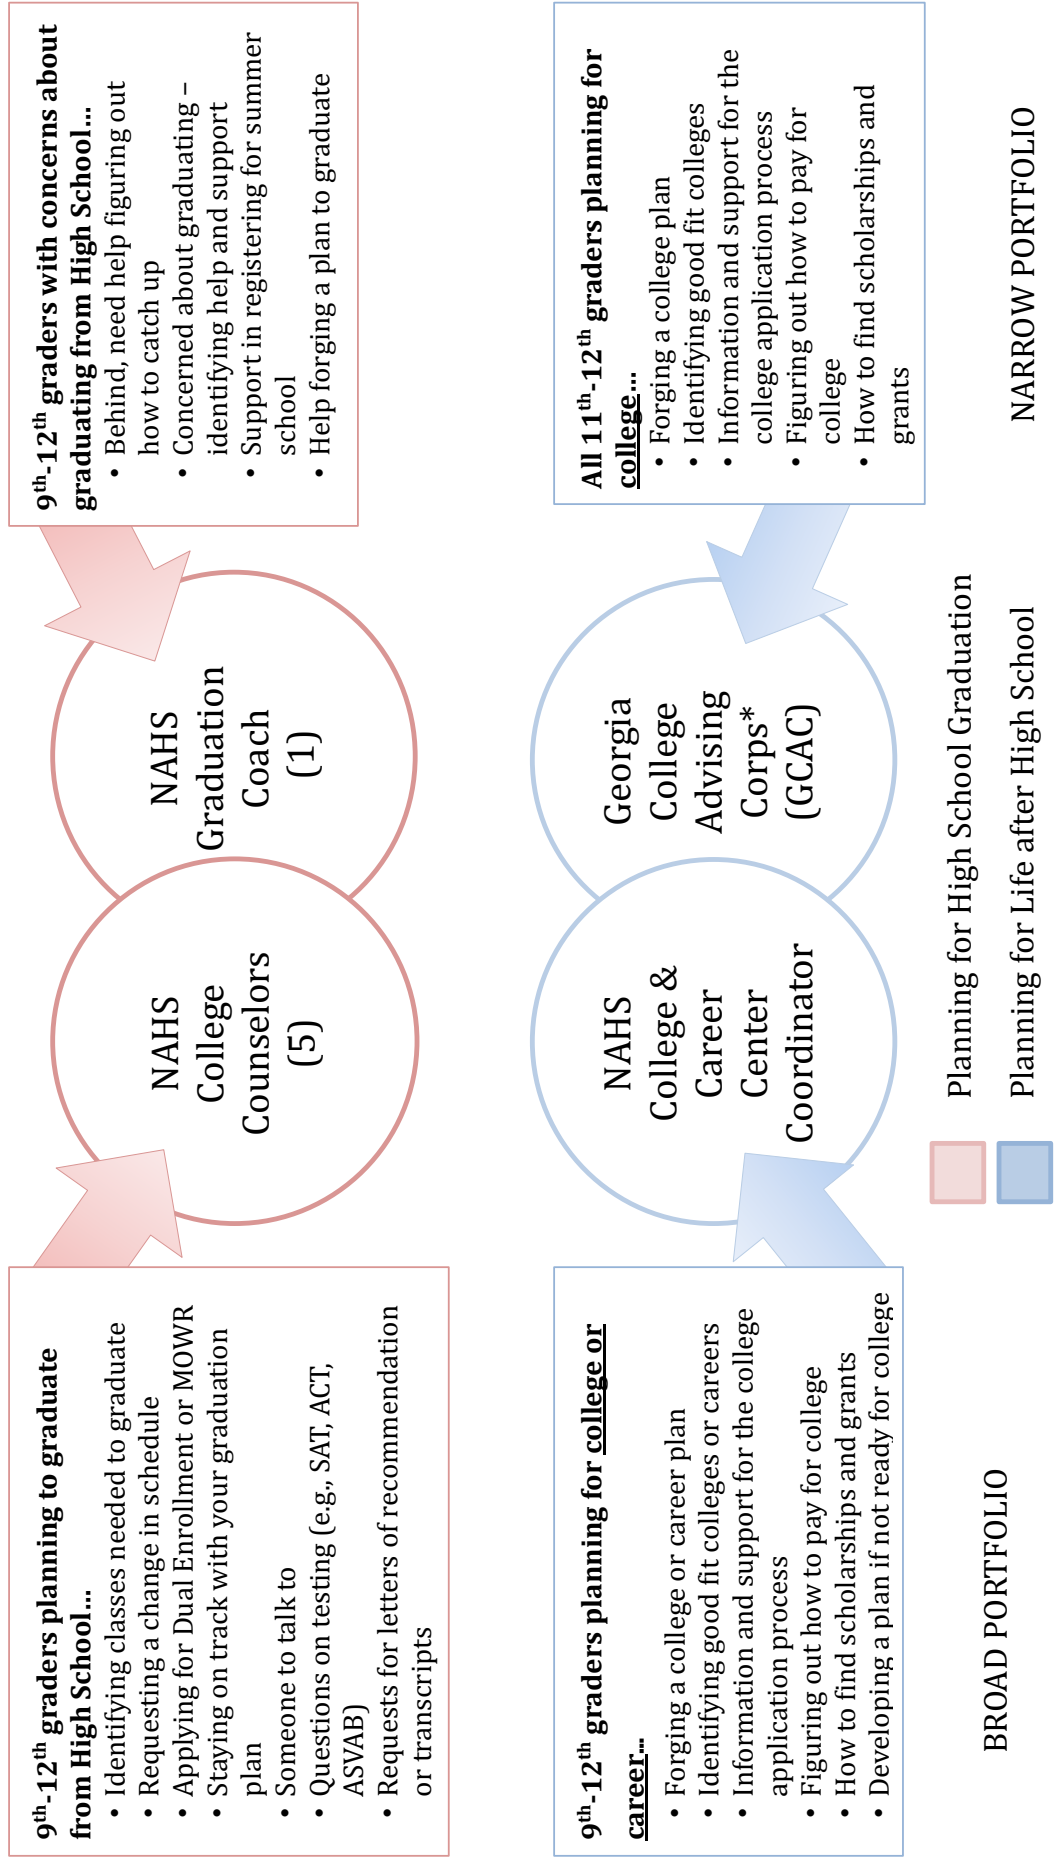 9th-12th graders planning to graduate
from High School…
• Identifying classes needed to graduate
• Requesting a change in schedule
• Applying for Dual Enrollment or MOWR
• Staying on track with your graduation
plan
• Someone to talk to
• Questions on testing (e.g., SAT, ACT,
ASVAB)
• Requests for letters of recommendation
or transcripts
NAHS
College
Counselors
(5)
NAHS
Graduation
Coach
(1)
9th-12th graders with concerns about
graduating from High School…
• Behind, need help figuring out
how to catch up
• Concerned about graduating –
identifying help and support
• Support in registering for summer
school
• Help forging a plan to graduate
9th-12th graders planning for college or
career…
• Forging a college or career plan
• Identifying good fit colleges or careers
• Information and support for the college
application process
• Figuring out how to pay for college
• How to find scholarships and grants
• Developing a plan if not ready for college
NAHS
College &
Career
Center
Coordinator
Georgia
College
Advising
Corps*
(GCAC)
All 11th-12th graders planning for
college…
• Forging a college plan
• Identifying good fit colleges
• Information and support for the
college application process
• Figuring out how to pay for
college
• How to find scholarships and
grants
BROAD PORTFOLIO
Planning for High School Graduation
Planning for Life after High School
NARROW PORTFOLIO